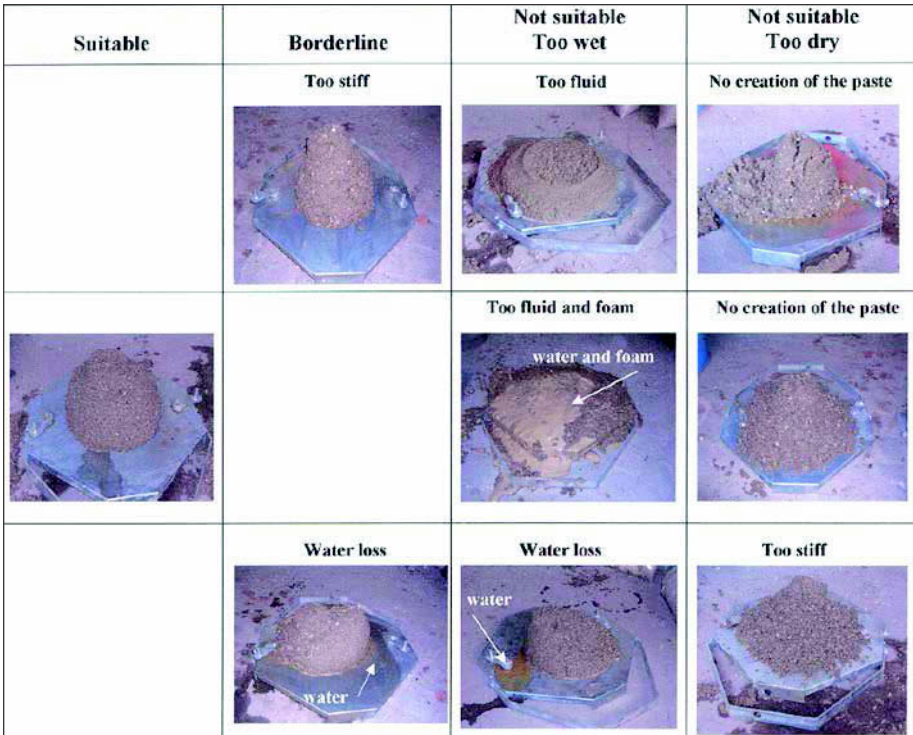 Suitable
Borderline
Not suitable
Too wet
Not suitable
Too dry
Too stiff
Too fluid
No creation of the paste
Too fluid and foam
No creation of the paste
water and foam
Water loss
Water loss
Too stiff
water
water